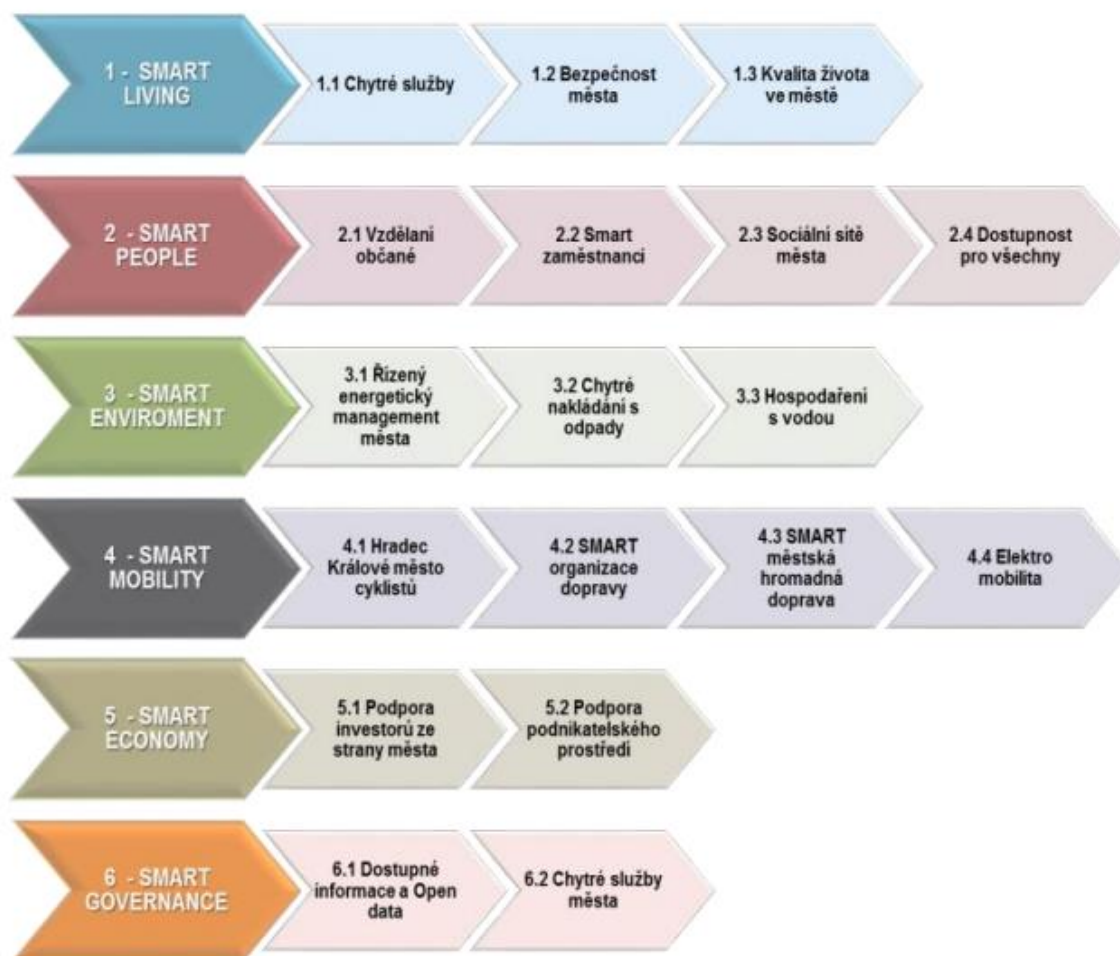 1 - SMART
LIVING
1.1 Chytré služby
1.2 Bezpečnost
města
1.3 Kvalita života
ve městě
2 - SMART
PEOPLE
2.1 Vzdělaní
občané
2.2 Smart
zaměstnanci
2.3 Sociální sítě
města
2.4 Dostupnost
pro všechny
3 - SMART
ENVIROMENT
3.1 Řízený
energetický
management
města
3.2 Chytré
nakládání s
odpady
3.3 Hospodaření
s vodou
4 - SMART
MOBILITY
4.1 Hradec
Králové město
cyklistů
4.2 SMART
organizace
dopravy
4.3 SMART
městská
hromadná
doprava
4.4 Elektro
mobilita
5 - SMART
ECONOMY
5.1 Podpora
investorů ze
strany města
5.2 Podpora
podnikatelského
prostředí
6 - SMART
GOVERNANCE
6.1 Dostupné
informace a Open
data
6.2 Chytré služby
města